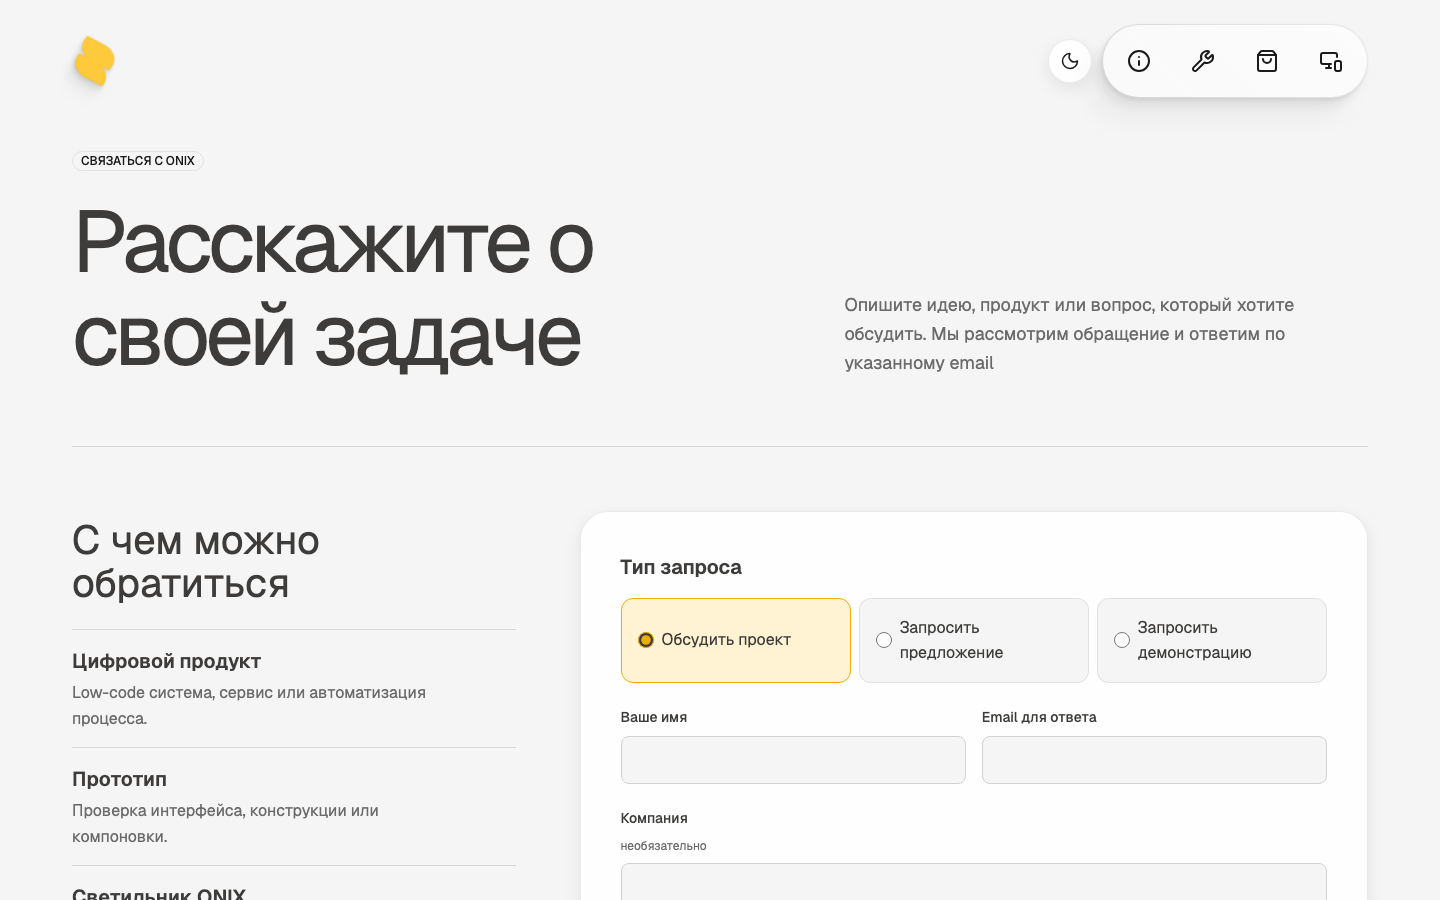 СВЯЗАТЬСЯ С ONIX
Расскажите о
своей задаче
Опишите идею, продукт или вопрос, который хотите
обсудить. Мы рассмотрим обращение и ответим по
указанному email
С чем можно
обратиться
Цифровой продукт
Low-code система, сервис или автоматизация
процесса.
Прототип
Проверка интерфейса, конструкции или
компоновки.
Светильник ONIX
Тип запроса
Обсудить проект
Запросить
предложение
Запросить
демонстрацию
Ваше имя
Email для ответа
Компания
необязательно